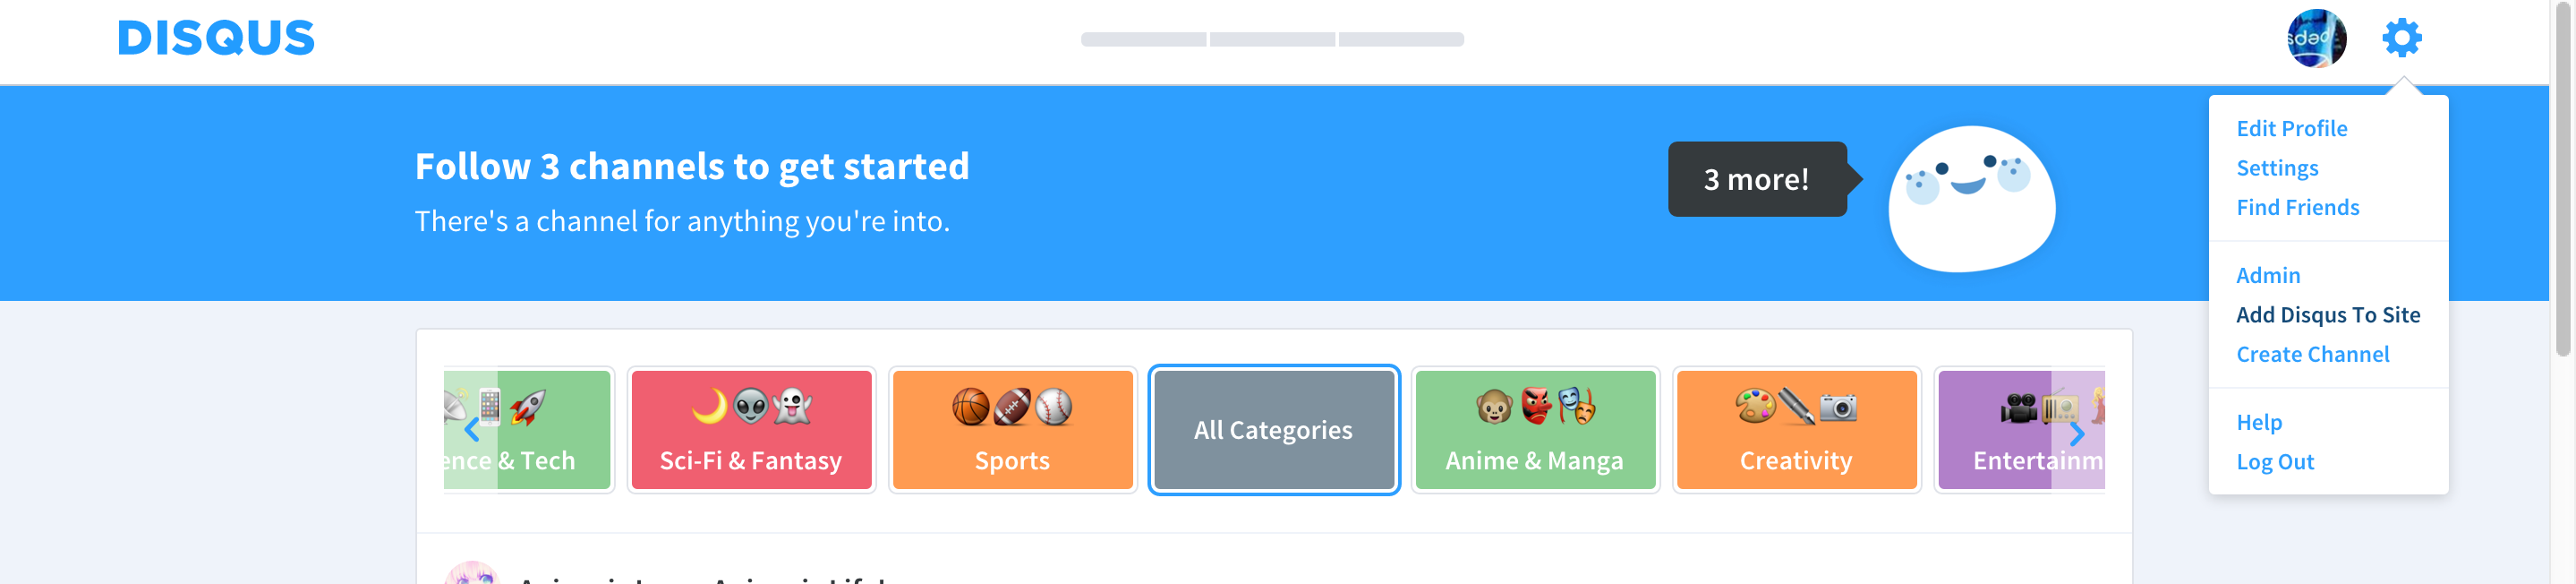 DISQUS
Follow 3 channels to get started
There's a channel for anything you're into.
3 more!
Edit Profile
Settings
Find Friends
Admin
Add Disqus To Site
Create Channel
Help
Log Out
ence & Tech
Sci-Fi & Fantasy
Sports
All Categories
Anime & Manga
Creativity
Entertainm